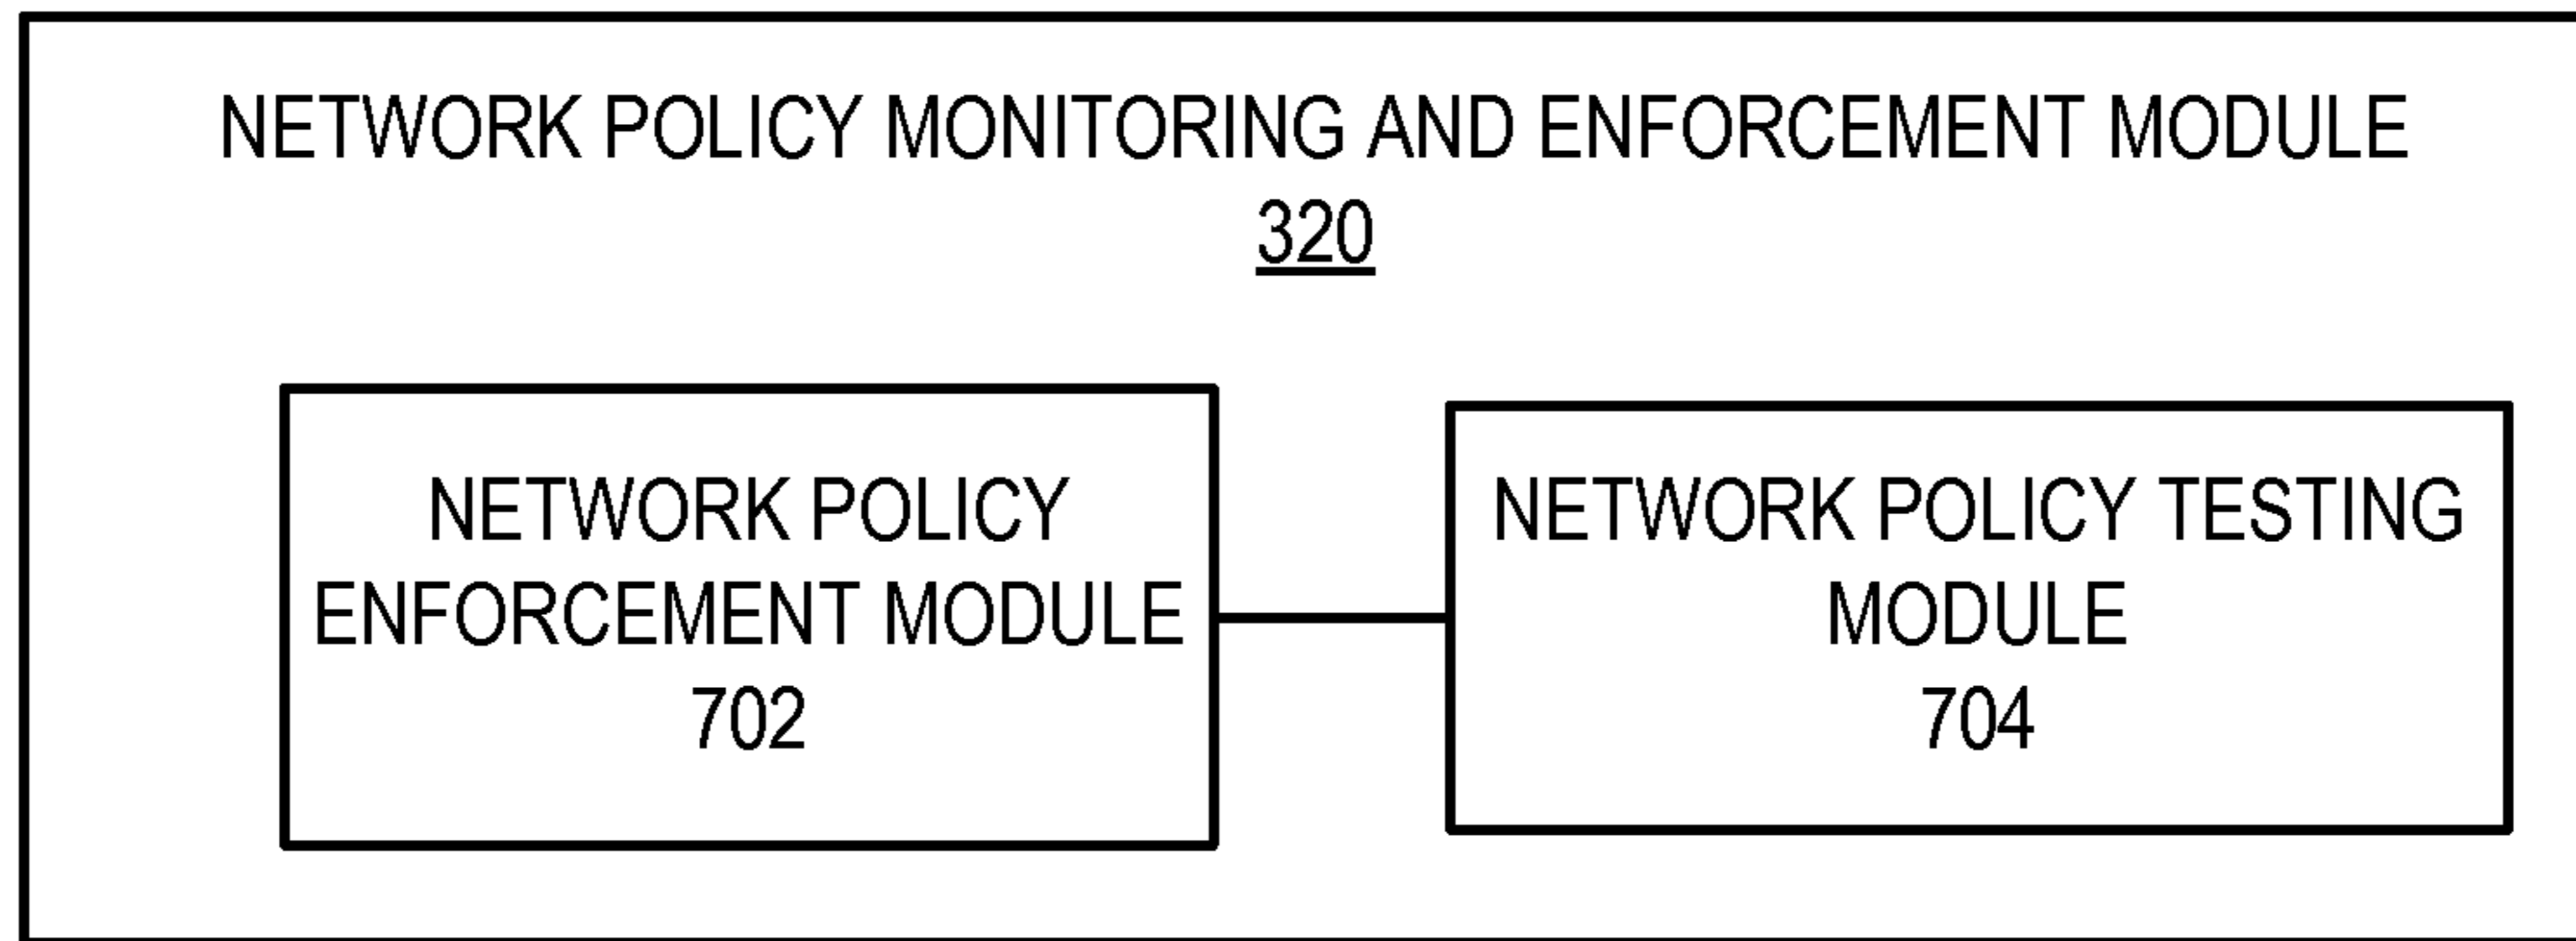 NETWORK POLICY MONITORING AND ENFORCEMENT MODULE
320
NETWORK POLICY
ENFORCEMENT MODULE
702
NETWORK POLICY TESTING
MODULE
704